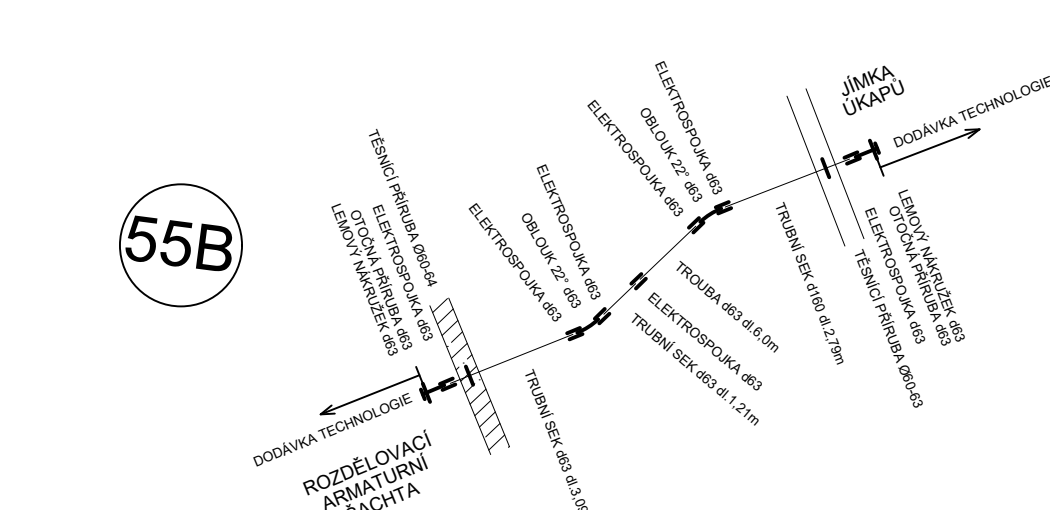 55B
LEMOVÝ NÁKRUŽEK d63
OTOČNÁ PŘÍRUBA d63
ELEKTROSPOJKA d63
TĚSNÍCÍ PŘÍRUBA Ø60-64
ELEKTROSPOJKA d63
OBLOUK 22° d63
ELEKTROSPOJKA d63
ELEKTROSPOJKA d63
OBLOUK 22° d63
ELEKTROSPOJKA d63
JÍMKA
ÚKAPŮ
DODÁVKA TECHNOLOGIE
LEMOVÝ NÁKRUŽEK d63
OTOČNÁ PŘÍRUBA d63
ELEKTROSPOJKA d63
TĚSNÍCÍ PŘÍRUBA Ø60-63
TRUBNÍ SEK d160 dl.2,79m
TROUBA d63 dl.6,0m
ELEKTROSPOJKA d63
TRUBNÍ SEK d63 dl.1,21m
TRUBNÍ SEK d63 dl.3,09
DODÁVKA TECHNOLOGIE
ROZDĚLOVACÍ
ARMATURNÍ
ŠACHTA